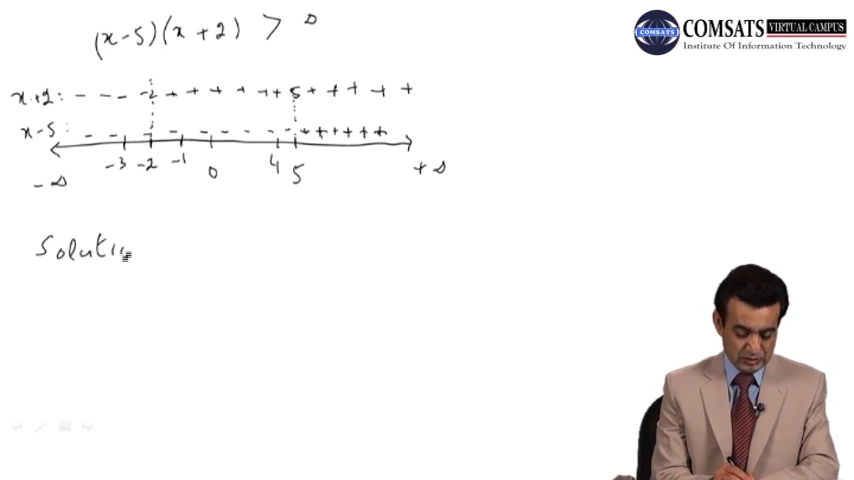 (x-5)(x+2) > 0
x+2: - - - -2 + + + + + + 5 + + + + +
x-5: - - - - - - - - - + + + + +
-3 -2 -1 0 4 5
-∞ +∞
Soluti
COMSATS
COMSATS VIRTUAL CAMPUS
Institute Of Information Technology